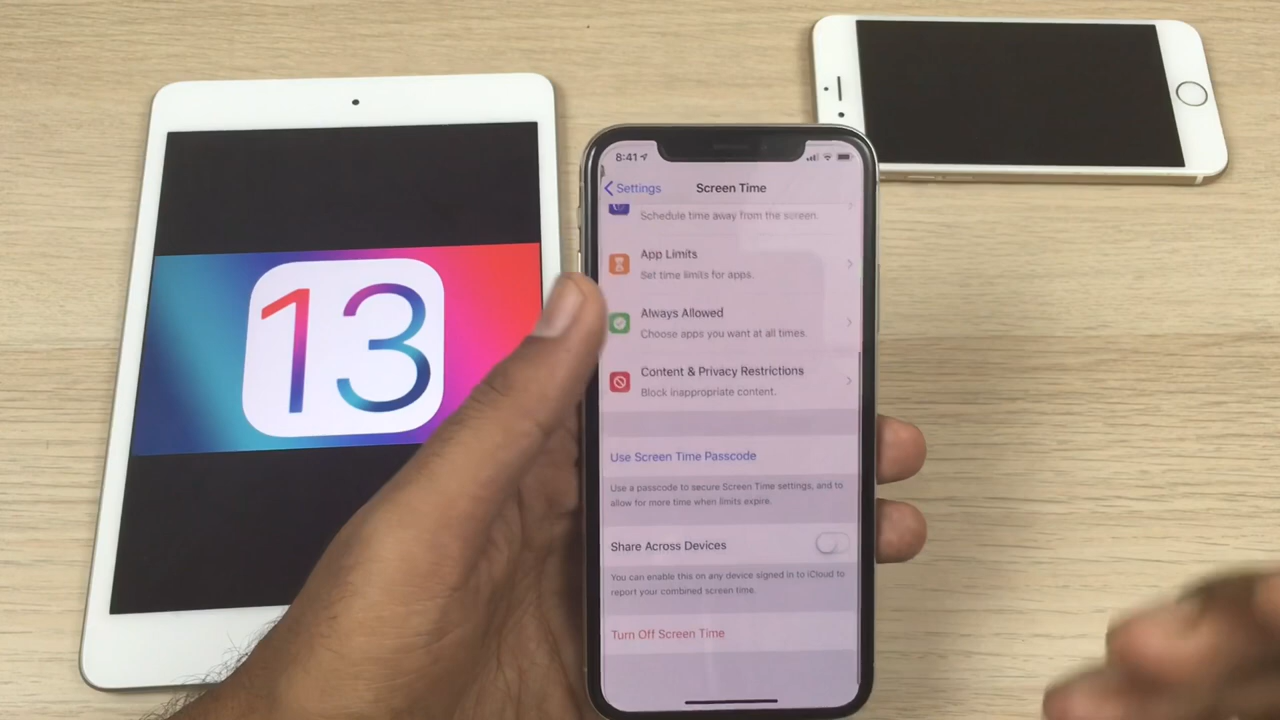 13
8:41
Settings
Screen Time
Schedule time away from the screen.
App Limits
Set time limits for apps.
Always Allowed
Choose apps you want at all times.
Content & Privacy Restrictions
Block inappropriate content.
Use Screen Time Passcode
Use a passcode to secure Screen Time settings, and to
allow for more time when limits expire.
Share Across Devices
You can enable this on any device signed in to iCloud to
report your combined screen time.
Turn Off Screen Time